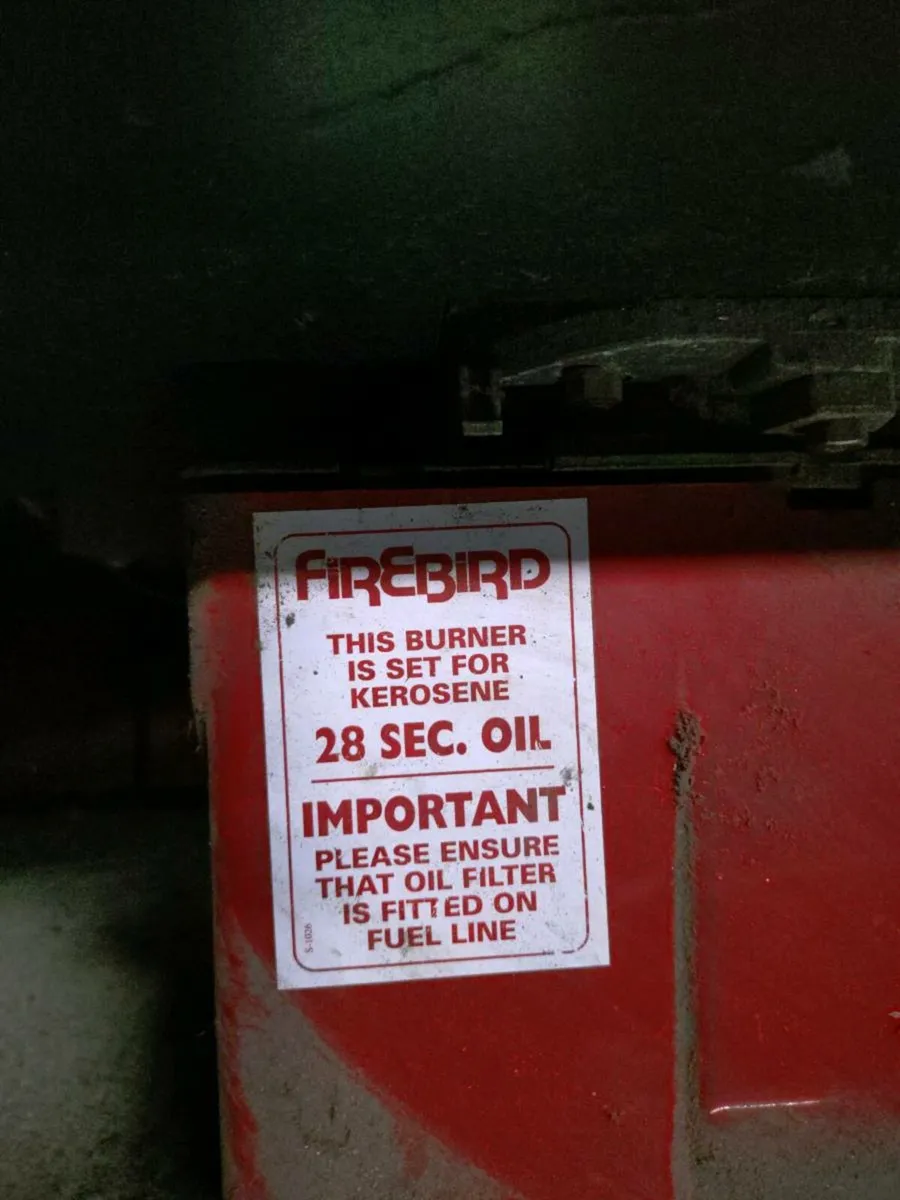 FIREBIRD
THIS BURNER
IS SET FOR
KEROSENE
28 SEC. OIL
IMPORTANT
PLEASE ENSURE
THAT OIL FILTER
IS FITTED ON
FUEL LINE
S-1026